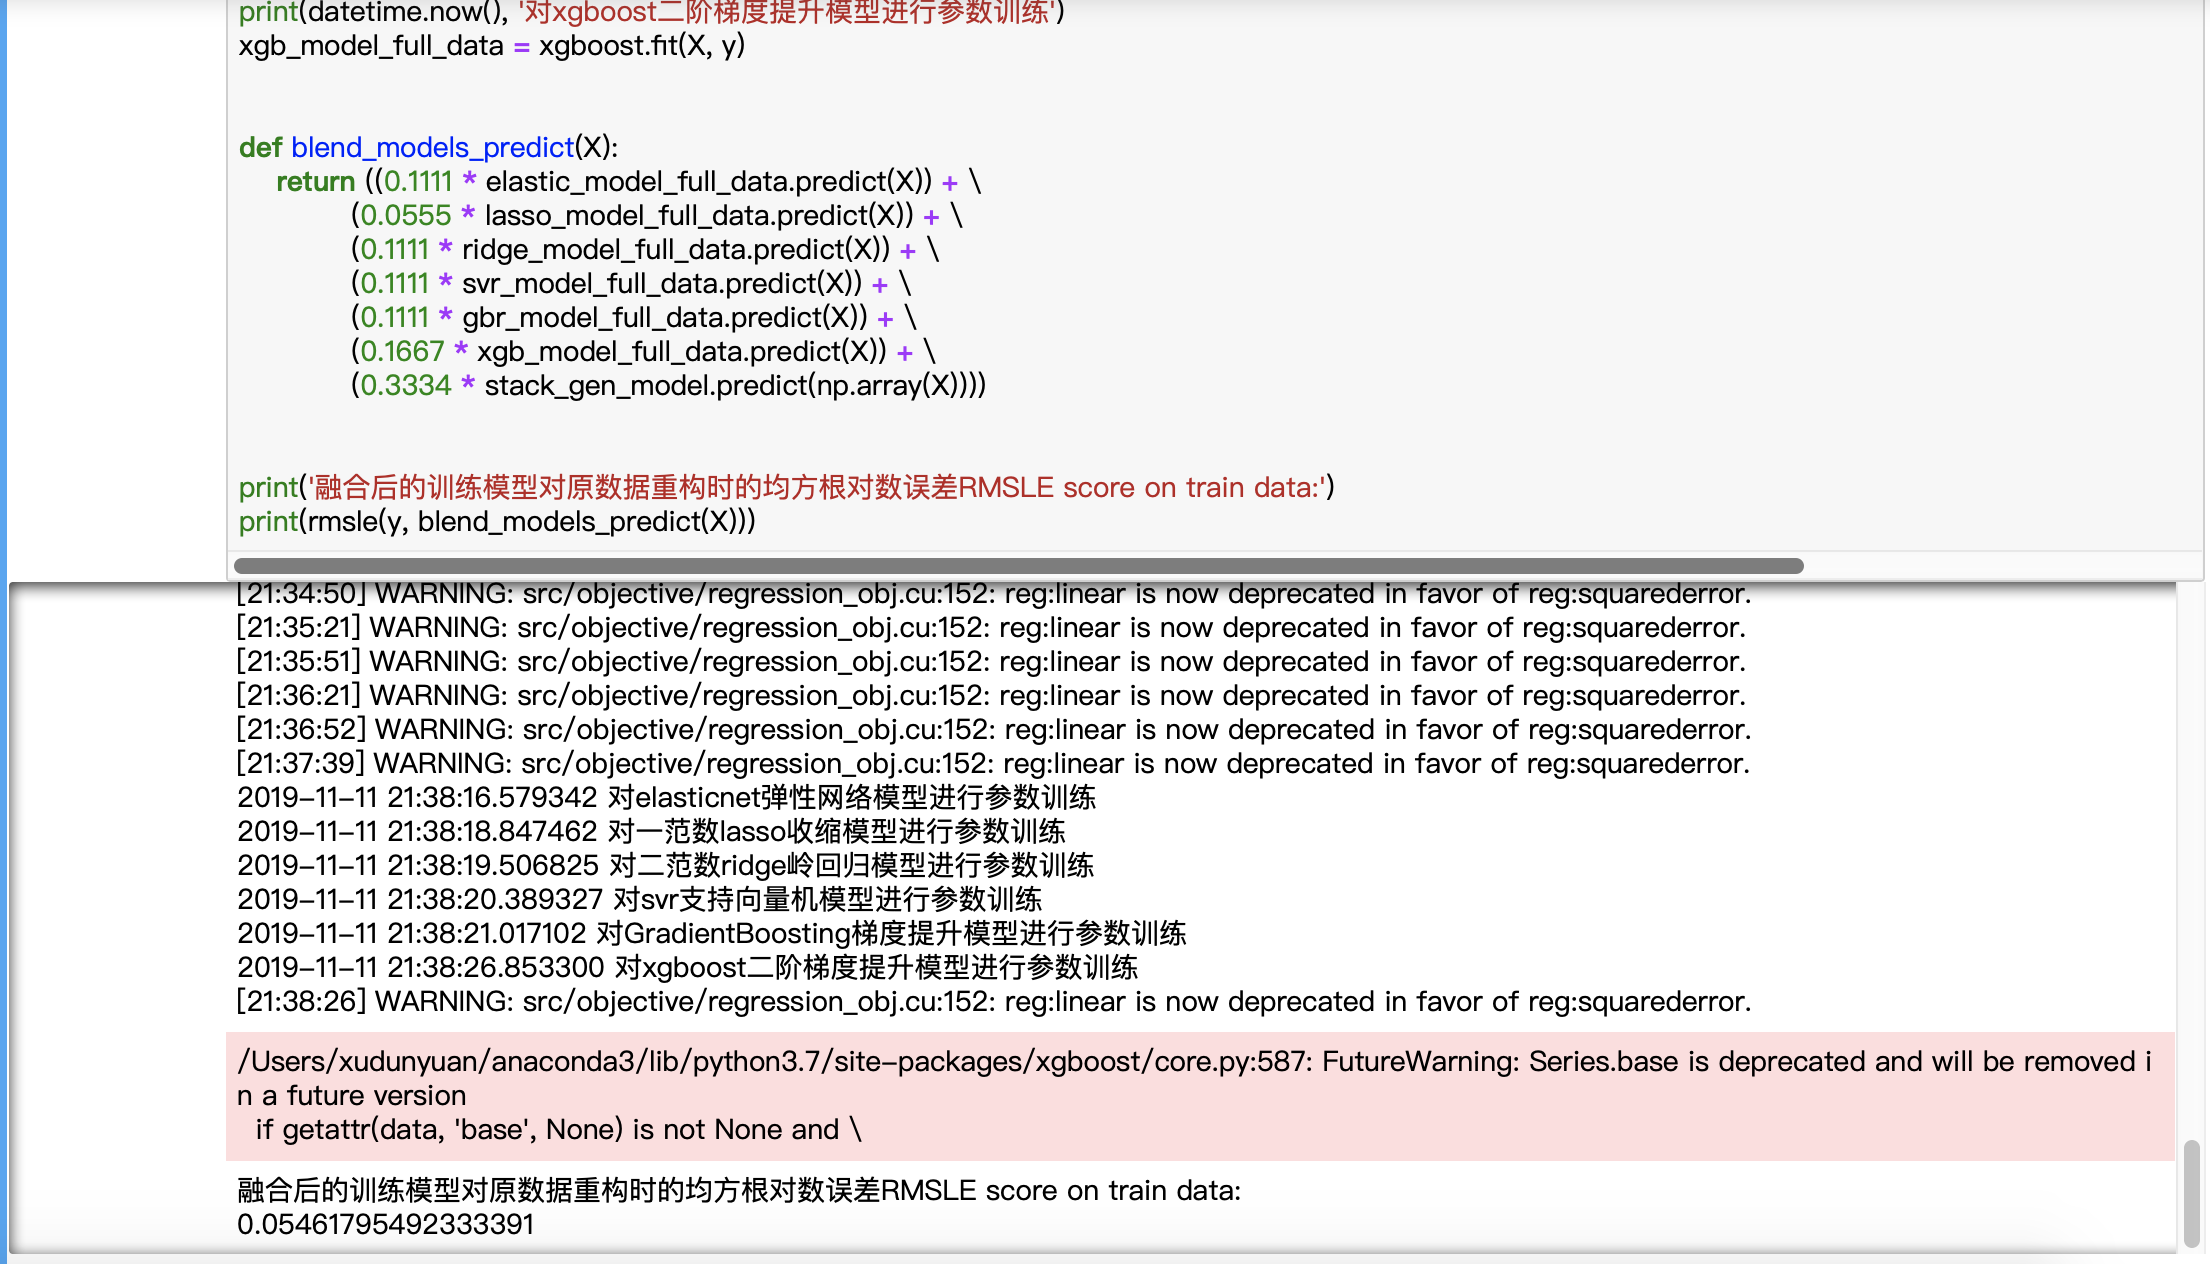 print(datetime.now(), '对xgboost二阶梯度提升模型进行参数训练')
xgb_model_full_data = xgboost.fit(X, y)
def blend_models_predict(X):
return ((0.1111 * elastic_model_full_data.predict(X)) + \
(0.0555 * lasso_model_full_data.predict(X)) + \
(0.1111 * ridge_model_full_data.predict(X)) + \
(0.1111 * svr_model_full_data.predict(X)) + \
(0.1111 * gbr_model_full_data.predict(X)) + \
(0.1667 * xgb_model_full_data.predict(X)) + \
(0.3334 * stack_gen_model.predict(np.array(X))))
print('融合后的训练模型对原数据重构时的均方根对数误差RMSLE score on train data:')
print(rmsle(y, blend_models_predict(X)))
[21:34:50] WARNING: src/objective/regression_obj.cu:152: reg:linear is now deprecated in favor of reg:squarederror.
[21:35:21] WARNING: src/objective/regression_obj.cu:152: reg:linear is now deprecated in favor of reg:squarederror.
[21:35:51] WARNING: src/objective/regression_obj.cu:152: reg:linear is now deprecated in favor of reg:squarederror.
[21:36:21] WARNING: src/objective/regression_obj.cu:152: reg:linear is now deprecated in favor of reg:squarederror.
[21:36:52] WARNING: src/objective/regression_obj.cu:152: reg:linear is now deprecated in favor of reg:squarederror.
[21:37:39] WARNING: src/objective/regression_obj.cu:152: reg:linear is now deprecated in favor of reg:squarederror.
2019-11-11 21:38:16.579342 对elasticnet弹性网络模型进行参数训练
2019-11-11 21:38:18.847462 对一范数lasso收缩模型进行参数训练
2019-11-11 21:38:19.506825 对二范数ridge岭回归模型进行参数训练
2019-11-11 21:38:20.389327 对svr支持向量机模型进行参数训练
2019-11-11 21:38:21.017102 对GradientBoosting梯度提升模型进行参数训练
2019-11-11 21:38:26.853300 对xgboost二阶梯度提升模型进行参数训练
[21:38:26] WARNING: src/objective/regression_obj.cu:152: reg:linear is now deprecated in favor of reg:squarederror.
/Users/xudunyuan/anaconda3/lib/python3.7/site-packages/xgboost/core.py:587: FutureWarning: Series.base is deprecated and will be removed i
n a future version
if getattr(data, 'base', None) is not None and \
融合后的训练模型对原数据重构时的均方根对数误差RMSLE score on train data:
0.05461795492333391